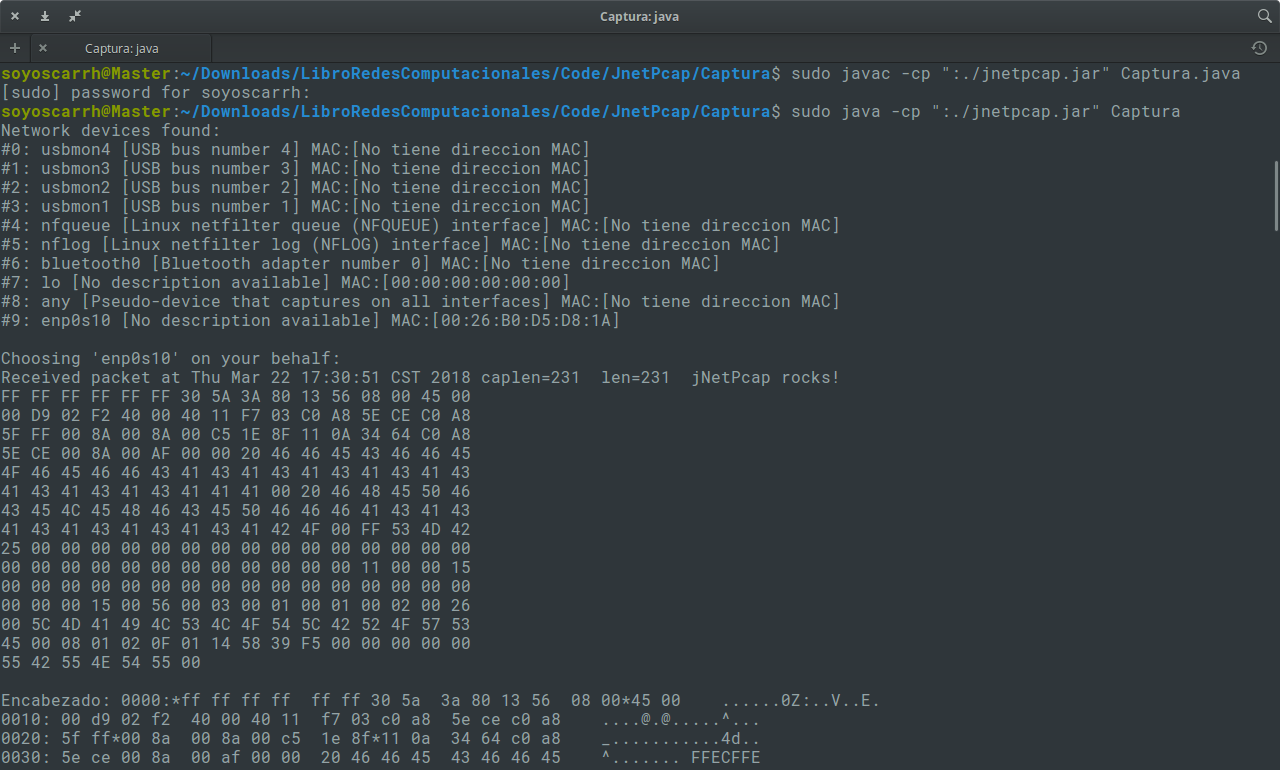 Captura: java
Captura: java
soyoscarrh@Master:~/Downloads/LibroRedesComputacionales/Code/JnetPcap/Captura$ sudo javac -cp ":./jnetpcap.jar" Captura.java
[sudo] password for soyoscarrh:
soyoscarrh@Master:~/Downloads/LibroRedesComputacionales/Code/JnetPcap/Captura$ sudo java -cp ":./jnetpcap.jar" Captura
Network devices found:
#0: usbmon4 [USB bus number 4] MAC:[No tiene direccion MAC]
#1: usbmon3 [USB bus number 3] MAC:[No tiene direccion MAC]
#2: usbmon2 [USB bus number 2] MAC:[No tiene direccion MAC]
#3: usbmon1 [USB bus number 1] MAC:[No tiene direccion MAC]
#4: nfqueue [Linux netfilter queue (NFQUEUE) interface] MAC:[No tiene direccion MAC]
#5: nflog [Linux netfilter log (NFLOG) interface] MAC:[No tiene direccion MAC]
#6: bluetooth0 [Bluetooth adapter number 0] MAC:[No tiene direccion MAC]
#7: lo [No description available] MAC:[00:00:00:00:00:00]
#8: any [Pseudo-device that captures on all interfaces] MAC:[No tiene direccion MAC]
#9: enp0s10 [No description available] MAC:[00:26:B0:D5:D8:1A]
Choosing 'enp0s10' on your behalf:
Received packet at Thu Mar 22 17:30:51 CST 2018 caplen=231  len=231  jNetPcap rocks!
FF FF FF FF FF FF 30 5A 3A 80 13 56 08 00 45 00
00 D9 02 F2 40 00 40 11 F7 03 C0 A8 5E CE C0 A8
5F FF 00 8A 00 8A 00 C5 1E 8F 11 0A 34 64 C0 A8
5E CE 00 8A 00 AF 00 00 20 46 46 45 43 46 46 45
4F 46 45 46 46 43 41 43 41 43 41 43 41 43 41 43
41 43 41 43 41 43 41 41 41 00 20 46 48 45 50 46
43 45 4C 45 48 46 43 45 50 46 46 46 41 43 41 43
41 43 41 43 41 43 41 43 41 42 4F 00 FF 53 4D 42
25 00 00 00 00 00 00 00 00 00 00 00 00 00 00 00
00 00 00 00 00 00 00 00 00 00 00 00 11 00 00 15
00 00 00 00 00 00 00 00 00 00 00 00 00 00 00 00
00 00 00 15 00 56 00 03 00 01 00 01 00 02 00 26
00 5C 4D 41 49 4C 53 4C 4F 54 5C 42 52 4F 57 53
45 00 08 01 02 0F 01 14 58 39 F5 00 00 00 00 00
55 42 55 4E 54 55 00
Encabezado: 0000:*ff ff ff ff  ff ff 30 5a  3a 80 13 56  08 00*45 00    ......0Z:..V..E.
0010: 00 d9 02 f2  40 00 40 11  f7 03 c0 a8  5e ce c0 a8    ....@.@.....^...
0020: 5f ff*00 8a  00 8a 00 c5  1e 8f*11 0a  34 64 c0 a8    _...........4d..
0030: 5e ce 00 8a  00 af 00 00  20 46 46 45  43 46 46 45    ^....... FFECFFE